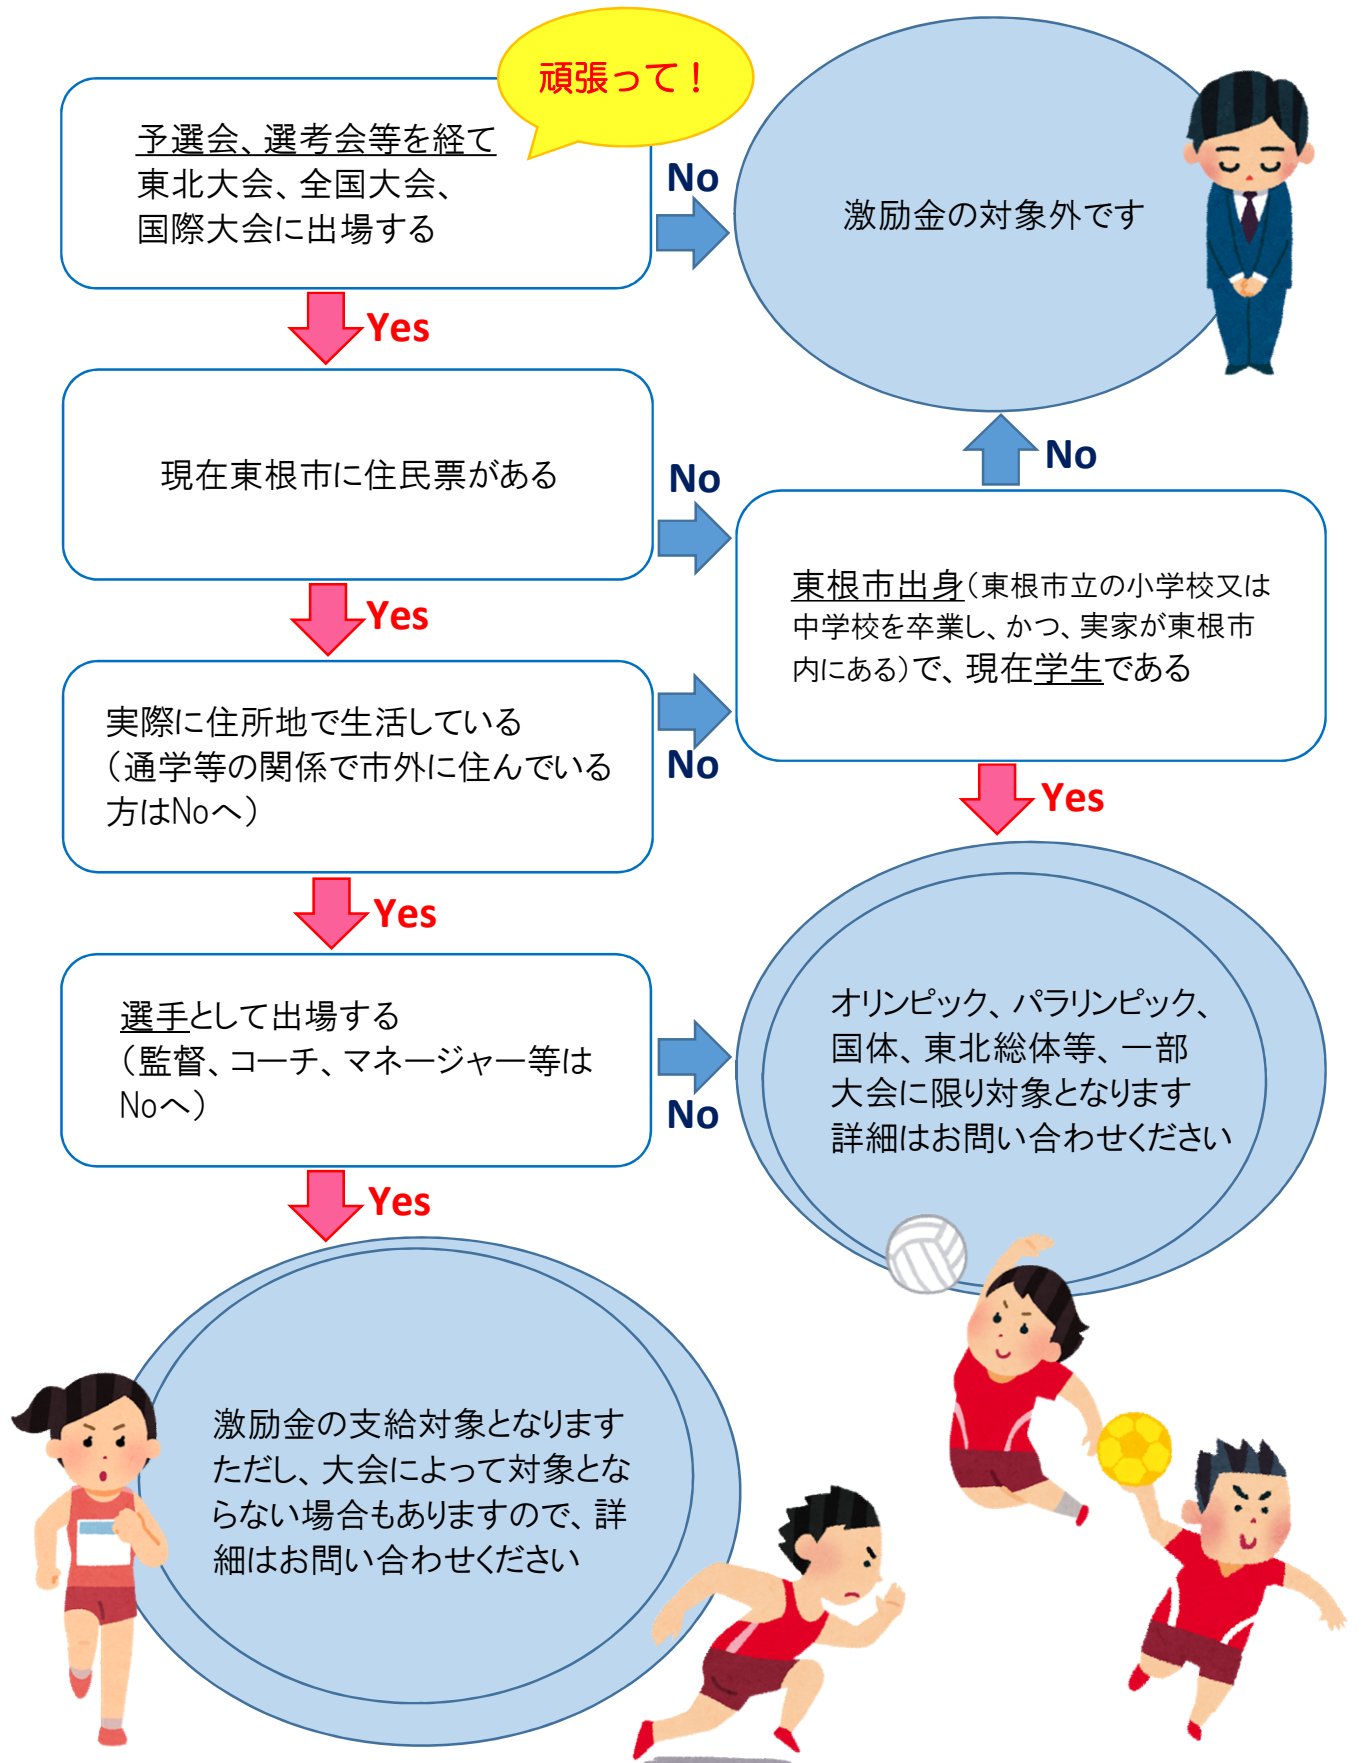 頑張って！
予選会、選考会等を経て
東北大会、全国大会、
国際大会に出場する
No
激励金の対象外です
Yes
現在東根市に住民票がある
No
No
東根市出身（東根市立の小学校又は
中学校を卒業し、かつ、実家が東根市
内にある）で、現在学生である
Yes
実際に住所地で生活している
（通学等の関係で市外に住んでいる
方はNoへ）
No
Yes
Yes
選手として出場する
（監督、コーチ、マネージャー等は
Noへ）
No
オリンピック、パラリンピック、
国体、東北総体等、一部
大会に限り対象となります
詳細はお問い合わせください
Yes
激励金の支給対象となります
ただし、大会によって対象とな
らない場合もありますので、詳
細はお問い合わせください